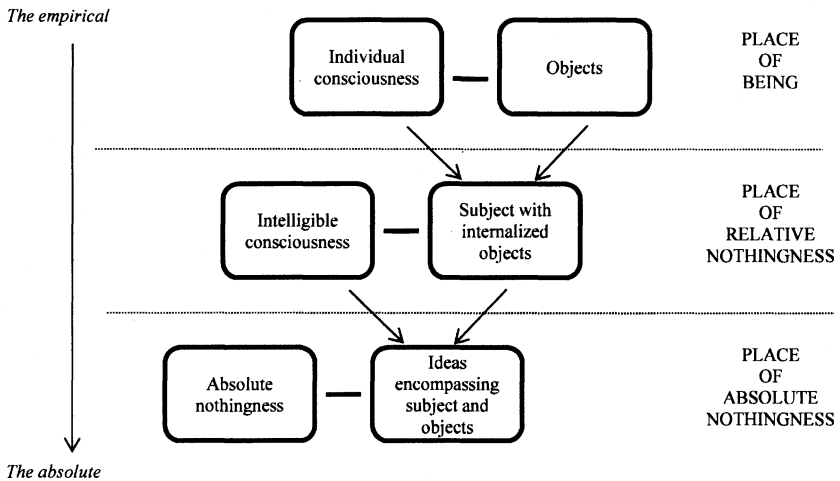 The empirical
Individual
consciousness
Objects
PLACE
OF
BEING
Intelligible
consciousness
Subject with
internalized
objects
PLACE
OF
RELATIVE
NOTHINGNESS
Absolute
nothingness
Ideas
encompassing
subject and
objects
PLACE
OF
ABSOLUTE
NOTHINGNESS
The absolute